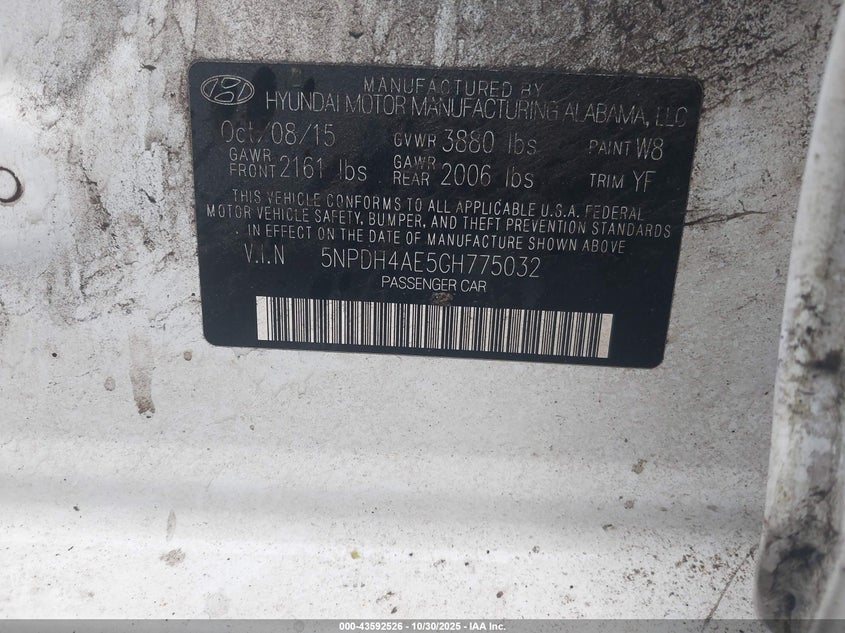 MANUFACTURED BY
HYUNDAI MOTOR MANUFACTURING ALABAMA, LLC
Oct/08/15 GVWR 3880 lbs PAINT W8
GAWR FRONT 2161 lbs GAWR REAR 2006 lbs TRIM YF
THIS VEHICLE CONFORMS TO ALL APPLICABLE U.S.A. FEDERAL
MOTOR VEHICLE SAFETY, BUMPER, AND THEFT PREVENTION STANDARDS
IN EFFECT ON THE DATE OF MANUFACTURE SHOWN ABOVE.
V.I.N 5NPDH4AE5GH775032
PASSENGER CAR
000-43592526 - 10/30/2025 - IAA Inc.